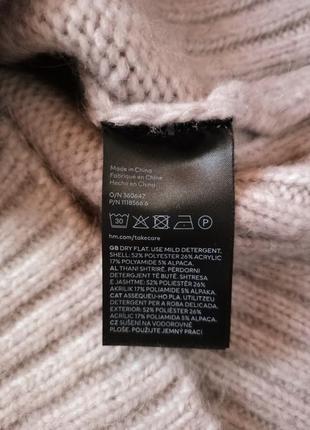 Made in China
Fabriqué en Chine
Hecho en China
O/N 360647
P/N 1118566.6
30 P
hm.com/takecare
GB DRY FLAT. USE MILD DETERGENT.
SHELL: 52% POLYESTER 26% ACRYLIC
17% POLYAMIDE 5% ALPACA.
AL THANI SHTRIRË. PËRDORNI
DETERGJENT TË BUTË. SHTRESA
E JASHTME: 52% POLIESTËR 26%
AKRILIK 17% POLIAMID 5% ALPAKA.
CAT ASSEQUEU-HO PLA. UTILITZEU
DETERGENT PER A ROBA DELICADA.
EXTERIOR: 52% POLIÈSTER 26%
ACRÍLIC 17% POLIAMIDA 5% ALPACA.
CZ SUŠENÍ NA VODOROVNÉ
PLOŠE. POUŽIJTE JEMNÝ PRACÍ